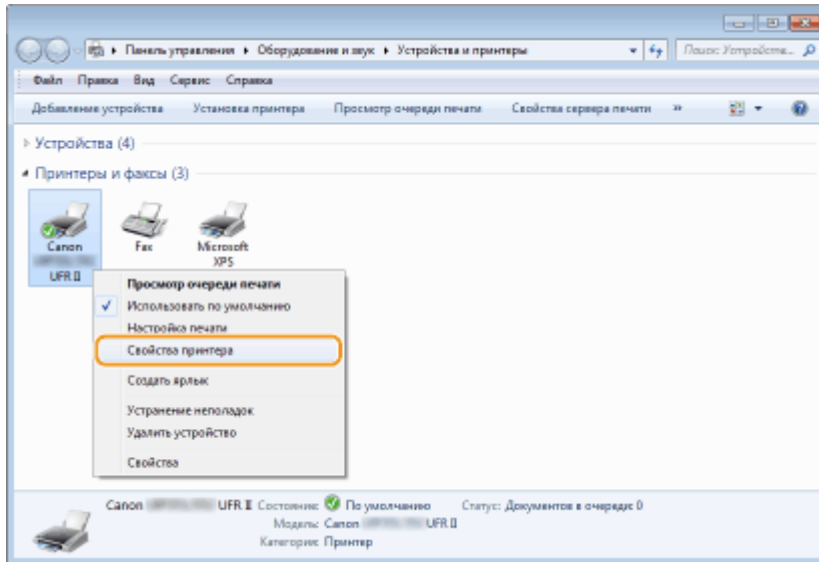 Панель управления ▸ Оборудование и звук ▸ Устройства и принтеры
Поиск: Устройств...
Файл Правка Вид Сервис Справка
Добавление устройства Установка принтера Просмотр очереди печати Свойства сервера печати »
Устройства (4)
Принтеры и факсы (3)
Canon
UFR II
Fax
Microsoft
XPS
Просмотр очереди печати
Использовать по умолчанию
Настройка печати
Свойства принтера
Создать ярлык
Устранение неполадок
Удалить устройство
Свойства
Canon UFR II Состояние: По умолчанию Статус: Документов в очереди: 0
Модель: Canon UFR II
Категория: Принтер